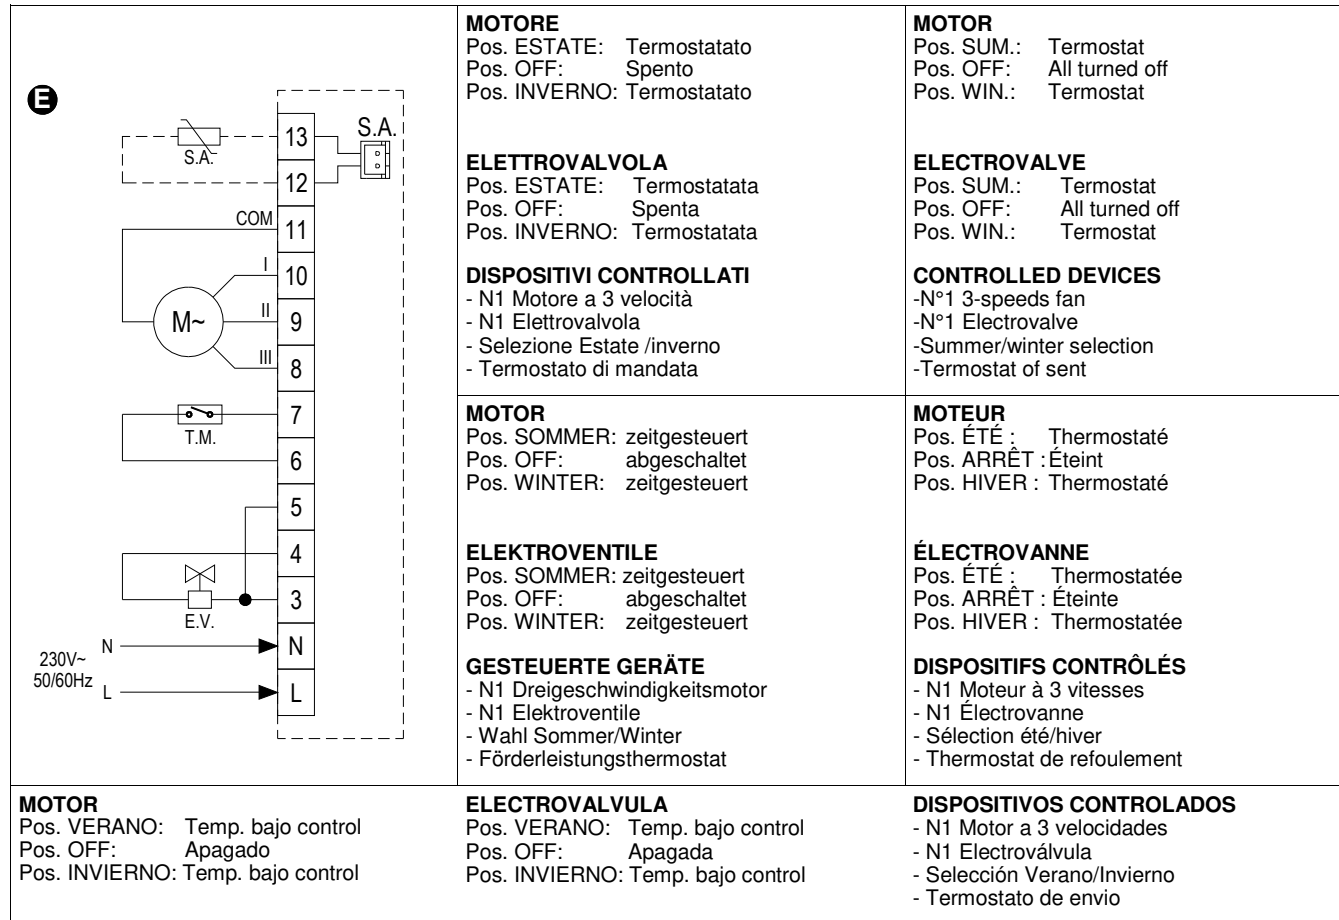 E
13
S.A.
S.A.
12
COM
11
I
10
M~
II
9
III
8
7
T.M.
6
5
4
3
E.V.
N
N
230V~
50/60Hz
L
L
MOTORE
Pos. ESTATE: Termostatato
Pos. OFF: Spento
Pos. INVERNO: Termostatato
ELETTROVALVOLA
Pos. ESTATE: Termostatata
Pos. OFF: Spenta
Pos. INVERNO: Termostatata
DISPOSITIVI CONTROLLATI
- N1 Motore a 3 velocità
- N1 Elettrovalvola
- Selezione Estate /inverno
- Termostato di mandata
MOTOR
Pos. SUM.: Termostat
Pos. OFF: All turned off
Pos. WIN.: Termostat
ELECTROVALVE
Pos. SUM.: Termostat
Pos. OFF: All turned off
Pos. WIN.: Termostat
CONTROLLED DEVICES
-N°1 3-speeds fan
-N°1 Electrovalve
-Summer/winter selection
-Termostat of sent
MOTOR
Pos. SOMMER: zeitgesteuert
Pos. OFF: abgeschaltet
Pos. WINTER: zeitgesteuert
ELEKTROVENTILE
Pos. SOMMER: zeitgesteuert
Pos. OFF: abgeschaltet
Pos. WINTER: zeitgesteuert
GESTEUERTE GERÄTE
- N1 Dreigeschwindigkeitsmotor
- N1 Elektroventile
- Wahl Sommer/Winter
- Förderleistungsthermostat
MOTEUR
Pos. ÉTÉ : Thermostaté
Pos. ARRÊT : Éteint
Pos. HIVER : Thermostaté
ÉLECTROVANNE
Pos. ÉTÉ : Thermostatée
Pos. ARRÊT : Éteinte
Pos. HIVER : Thermostatée
DISPOSITIFS CONTRÔLÉS
- N1 Moteur à 3 vitesses
- N1 Électrovanne
- Sélection été/hiver
- Thermostat de refoulement
MOTOR
Pos. VERANO: Temp. bajo control
Pos. OFF: Apagado
Pos. INVIERNO: Temp. bajo control
ELECTROVALVULA
Pos. VERANO: Temp. bajo control
Pos. OFF: Apagada
Pos. INVIERNO: Temp. bajo control
DISPOSITIVOS CONTROLADOS
- N1 Motor a 3 velocidades
- N1 Electroválvula
- Selección Verano/Invierno
- Termostato de envio